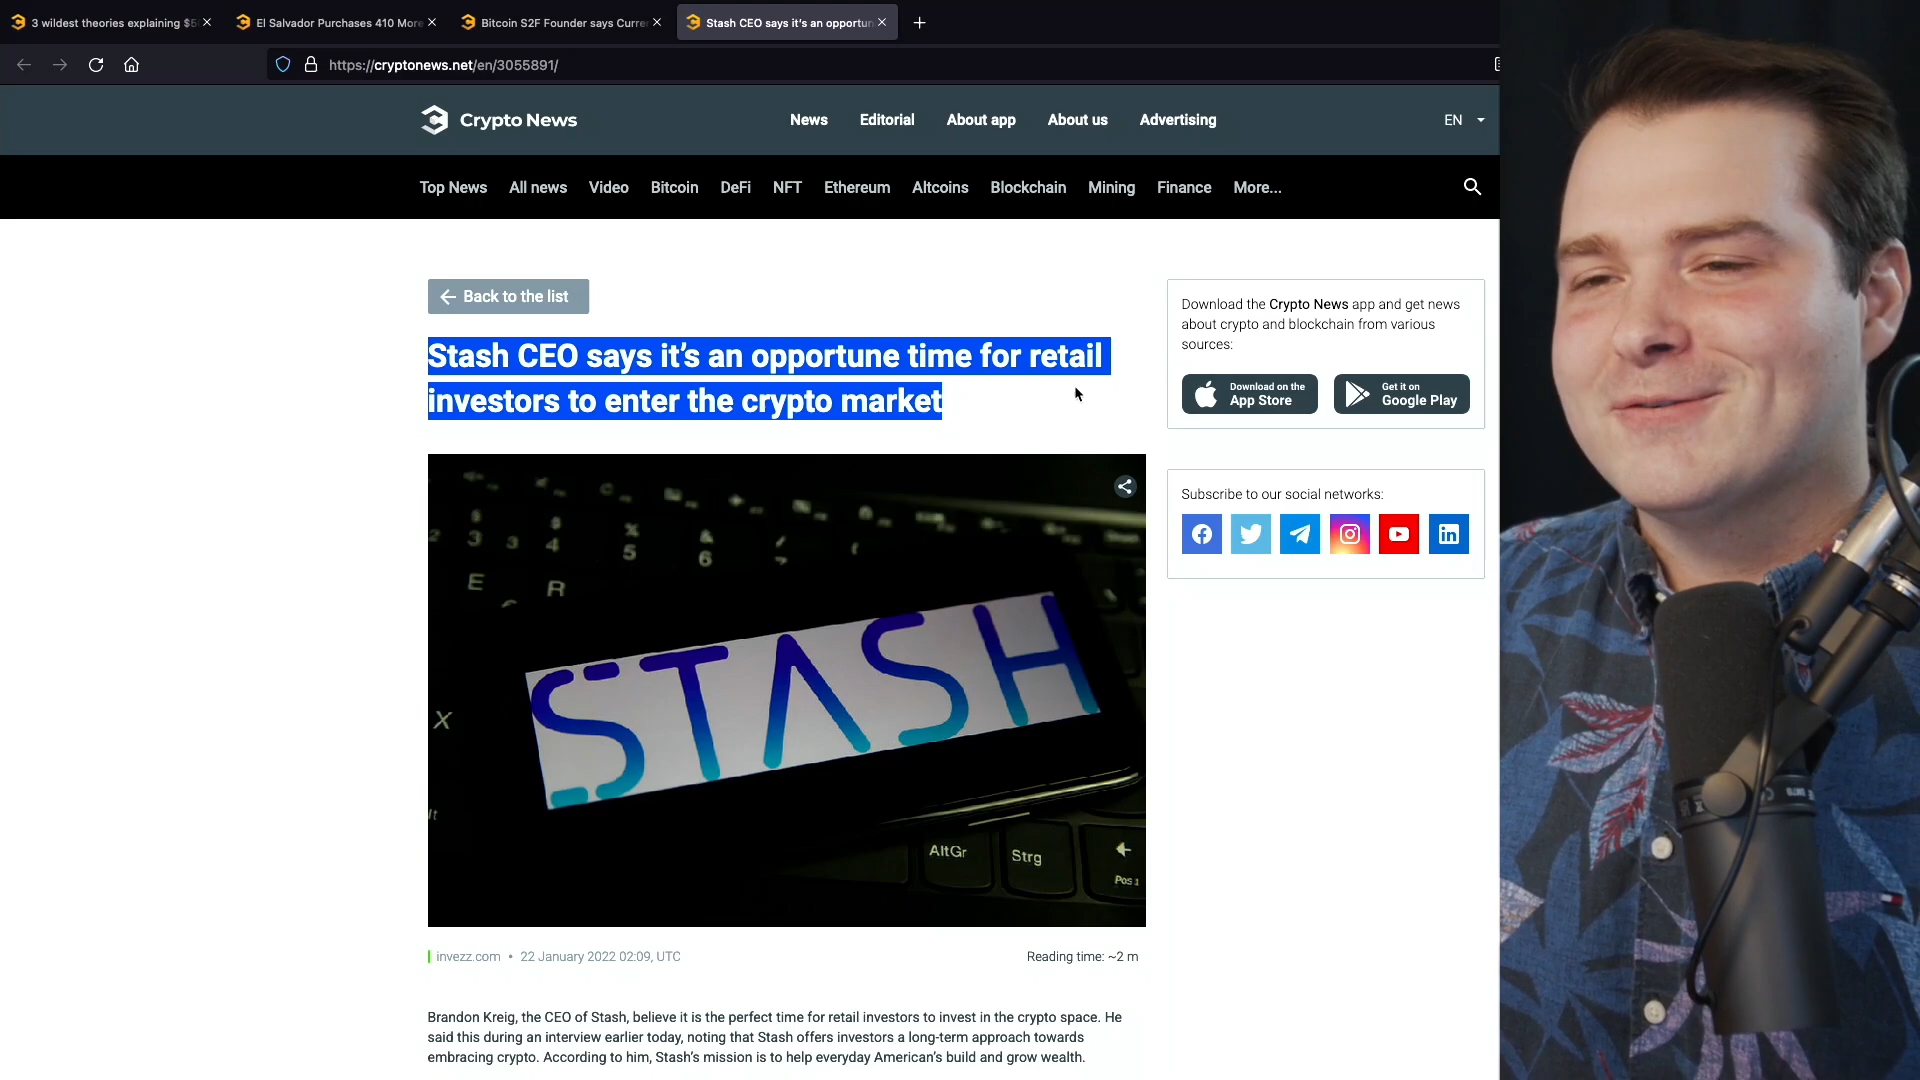 3 wildest theories explaining $5
El Salvador Purchases 410 More
Bitcoin S2F Founder says Curre
Stash CEO says it's an opportun
https://cryptonews.net/en/3055891/
Crypto News
News Editorial About app About us Advertising
EN
Top News All news Video Bitcoin DeFi NFT Ethereum Altcoins Blockchain Mining Finance More...
Back to the list
Stash CEO says it's an opportune time for retail
investors to enter the crypto market
Download the Crypto News app and get news
about crypto and blockchain from various
sources:
Download on the
App Store
Get it on
Google Play
Subscribe to our social networks:
$ $ % &
3 3 4 5 6
E R
X
STASH
AltGr Strg
Pos1
invezz.com • 22 January 2022 02:09, UTC
Reading time: ~2 m
Brandon Kreig, the CEO of Stash, believe it is the perfect time for retail investors to invest in the crypto space. He
said this during an interview earlier today, noting that Stash offers investors a long-term approach towards
embracing crypto. According to him, Stash's mission is to help everyday American's build and grow wealth.